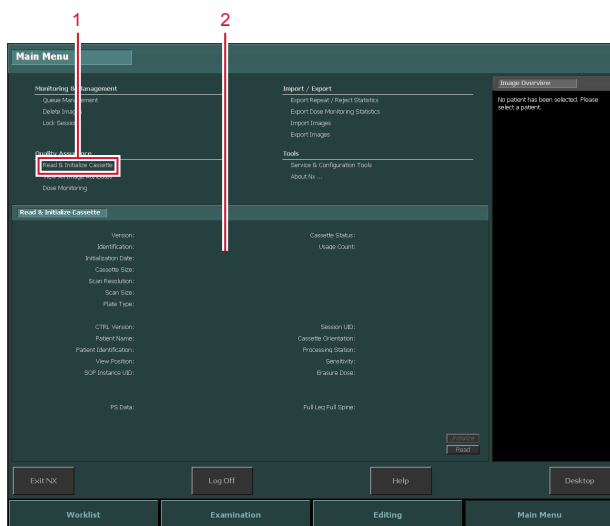 1 2
Main Menu
Monitoring & Management
Queue Management
Delete Images
Lock Session
Import / Export
Export Repeat / Reject Statistics
Export Dose Monitoring Statistics
Import Images
Export Images
Quality Assurance
Read & Initialize Cassette
View All Image Attributes
Dose Monitoring
Tools
Service & Configuration Tools
About Nx ...
Image Overview
No patient has been selected. Please
select a patient.
Read & Initialize Cassette
Version:
Identification:
Initialization Date:
Cassette Size:
Scan Resolution:
Scan Size:
Plate Type:
Cassette Status:
Usage Count:
CTRL Version:
Patient Name:
Patient Identification:
View Position:
SOP Instance UID:
Session UID:
Cassette Orientation:
Processing Station:
Sensitivity:
Erasure Dose:
PS Data:
Full Leg Full Spine:
Initialize
Read
Exit NX
Log Off
Help
Desktop
Worklist
Examination
Editing
Main Menu